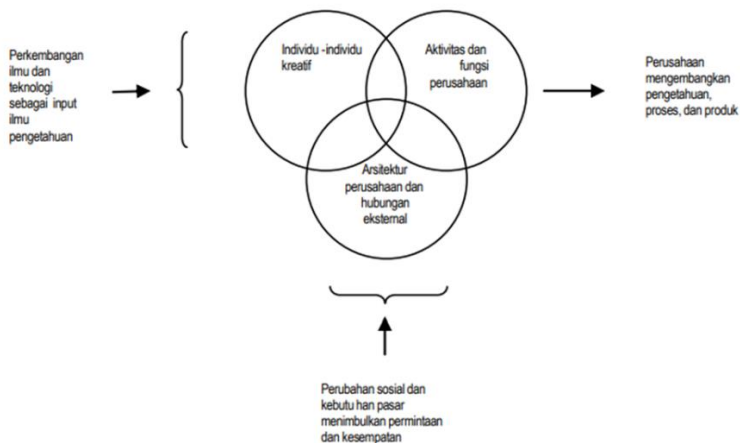 Perkembangan
ilmu dan
teknologi
sebagai input
ilmu
pengetahuan
Individu -individu
kreatif
Aktivitas dan
fungsi
perusahaan
Arsitektur
perusahaan dan
hubungan
eksternal
Perusahaan
mengembangkan
pengetahuan,
proses, dan produk
Perubahan sosial dan
kebutu han pasar
menimbulkan permintaan
dan kesempatan